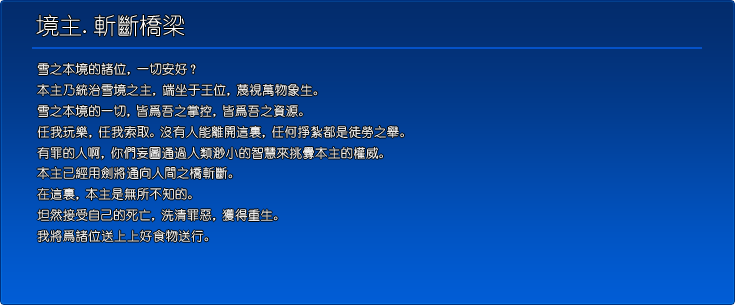 境主. 斬斷橋梁
雪之本境的諸位, 一切安好？
本主乃統治雪境之主, 端坐于王位, 蔑視萬物象生。
雪之本境的一切, 皆爲吾之掌控, 皆爲吾之資源。
任我玩樂, 任我索取。沒有人能離開這裏, 任何掙紮都是徒勞之舉。
有罪的人啊, 你們妄圖通過人類渺小的智慧來挑釁本主的權威。
本主已經用劍將通向人間之橋斬斷。
在這裏, 本主是無所不知的。
坦然接受自己的死亡, 洗清罪惡, 獲得重生。
我將爲諸位送上上好食物送行。